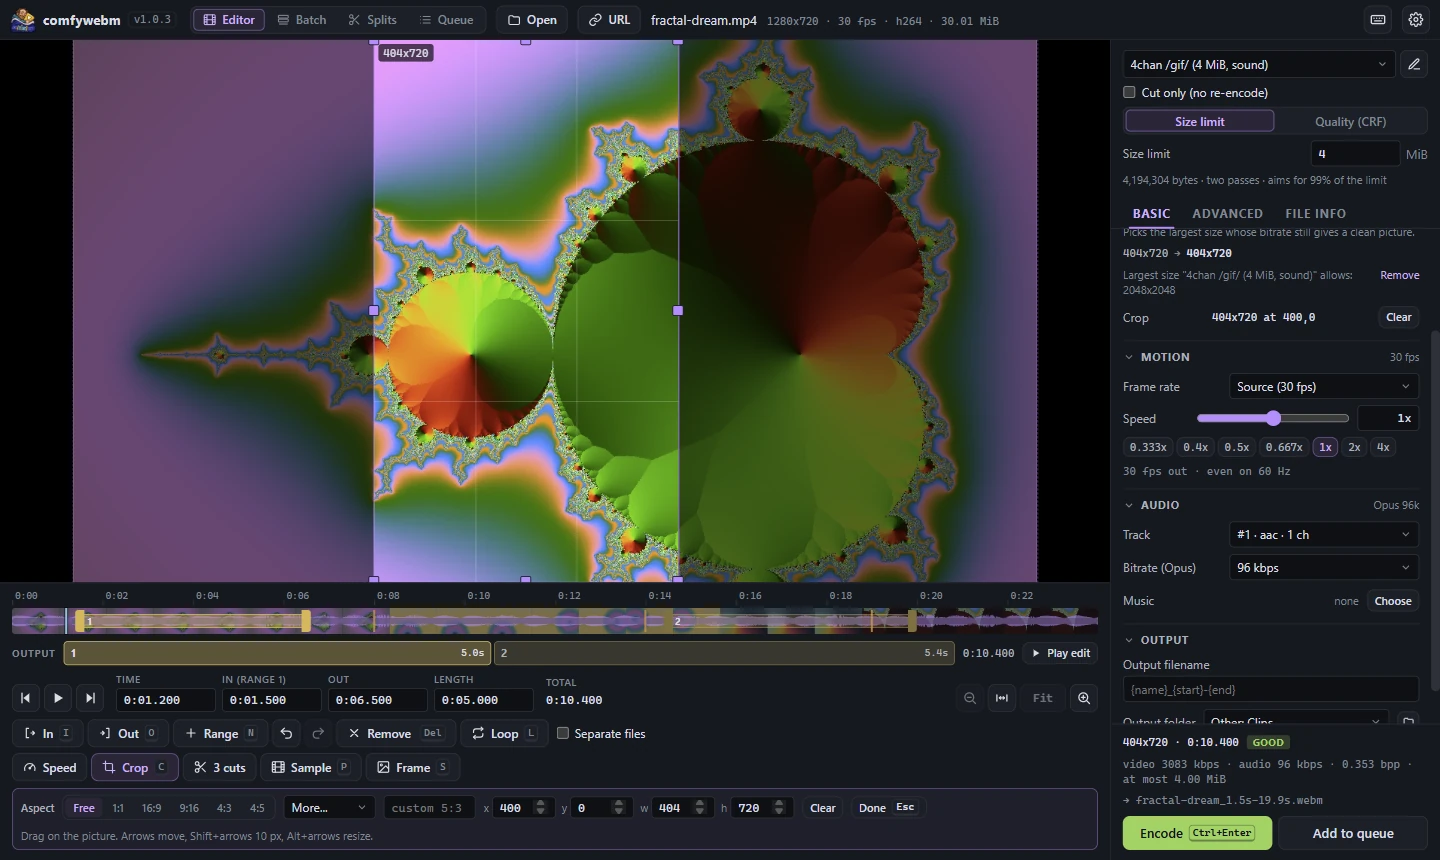 comfywebm v1.0.3 Editor Batch Splits Queue Open URL fractal-dream.mp4 1280x720 · 30 fps · h264 · 30.01 MiB
404x720
4chan /gif/ (4 MiB, sound)
Cut only (no re-encode)
Size limit Quality (CRF)
Size limit 4 MiB
4,194,304 bytes · two passes · aims for 99% of the limit
BASIC ADVANCED FILE INFO
Picks the largest size whose bitrate still gives a clean picture.
404x720 → 404x720
Largest size "4chan /gif/ (4 MiB, sound)" allows: Remove
2048x2048
Crop 404x720 at 400,0 Clear
MOTION 30 fps
Frame rate Source (30 fps)
Speed 1x
0.333x 0.4x 0.5x 0.667x 1x 2x 4x
30 fps out · even on 60 Hz
AUDIO Opus 96k
Track #1 · aac · 1 ch
Bitrate (Opus) 96 kbps
Music none Choose
OUTPUT
Output filename
{name}_{start}-{end}
Output folder Other: Clips
404x720 · 0:10.400 GOOD
video 3083 kbps · audio 96 kbps · 0.353 bpp ·
at most 4.00 MiB
→ fractal-dream_1.5s-19.9s.webm
Encode Ctrl+Enter Add to queue
0:00 0:02 0:04 0:06 0:08 0:10 0:12 0:14 0:16 0:18 0:20 0:22
1 2
OUTPUT 1 5.0s 2 5.4s 0:10.400 Play edit
TIME IN (RANGE 1) OUT LENGTH TOTAL
0:01.200 0:01.500 0:06.500 0:05.000 0:10.400 Fit
In I Out O Range N Remove Del Loop L Separate files
Speed Crop C 3 cuts Sample P Frame S
Aspect Free 1:1 16:9 9:16 4:3 4:5 More... custom 5:3 x 400 y 0 w 404 h 720 Clear Done Esc
Drag on the picture. Arrows move, Shift+arrows 10 px, Alt+arrows resize.